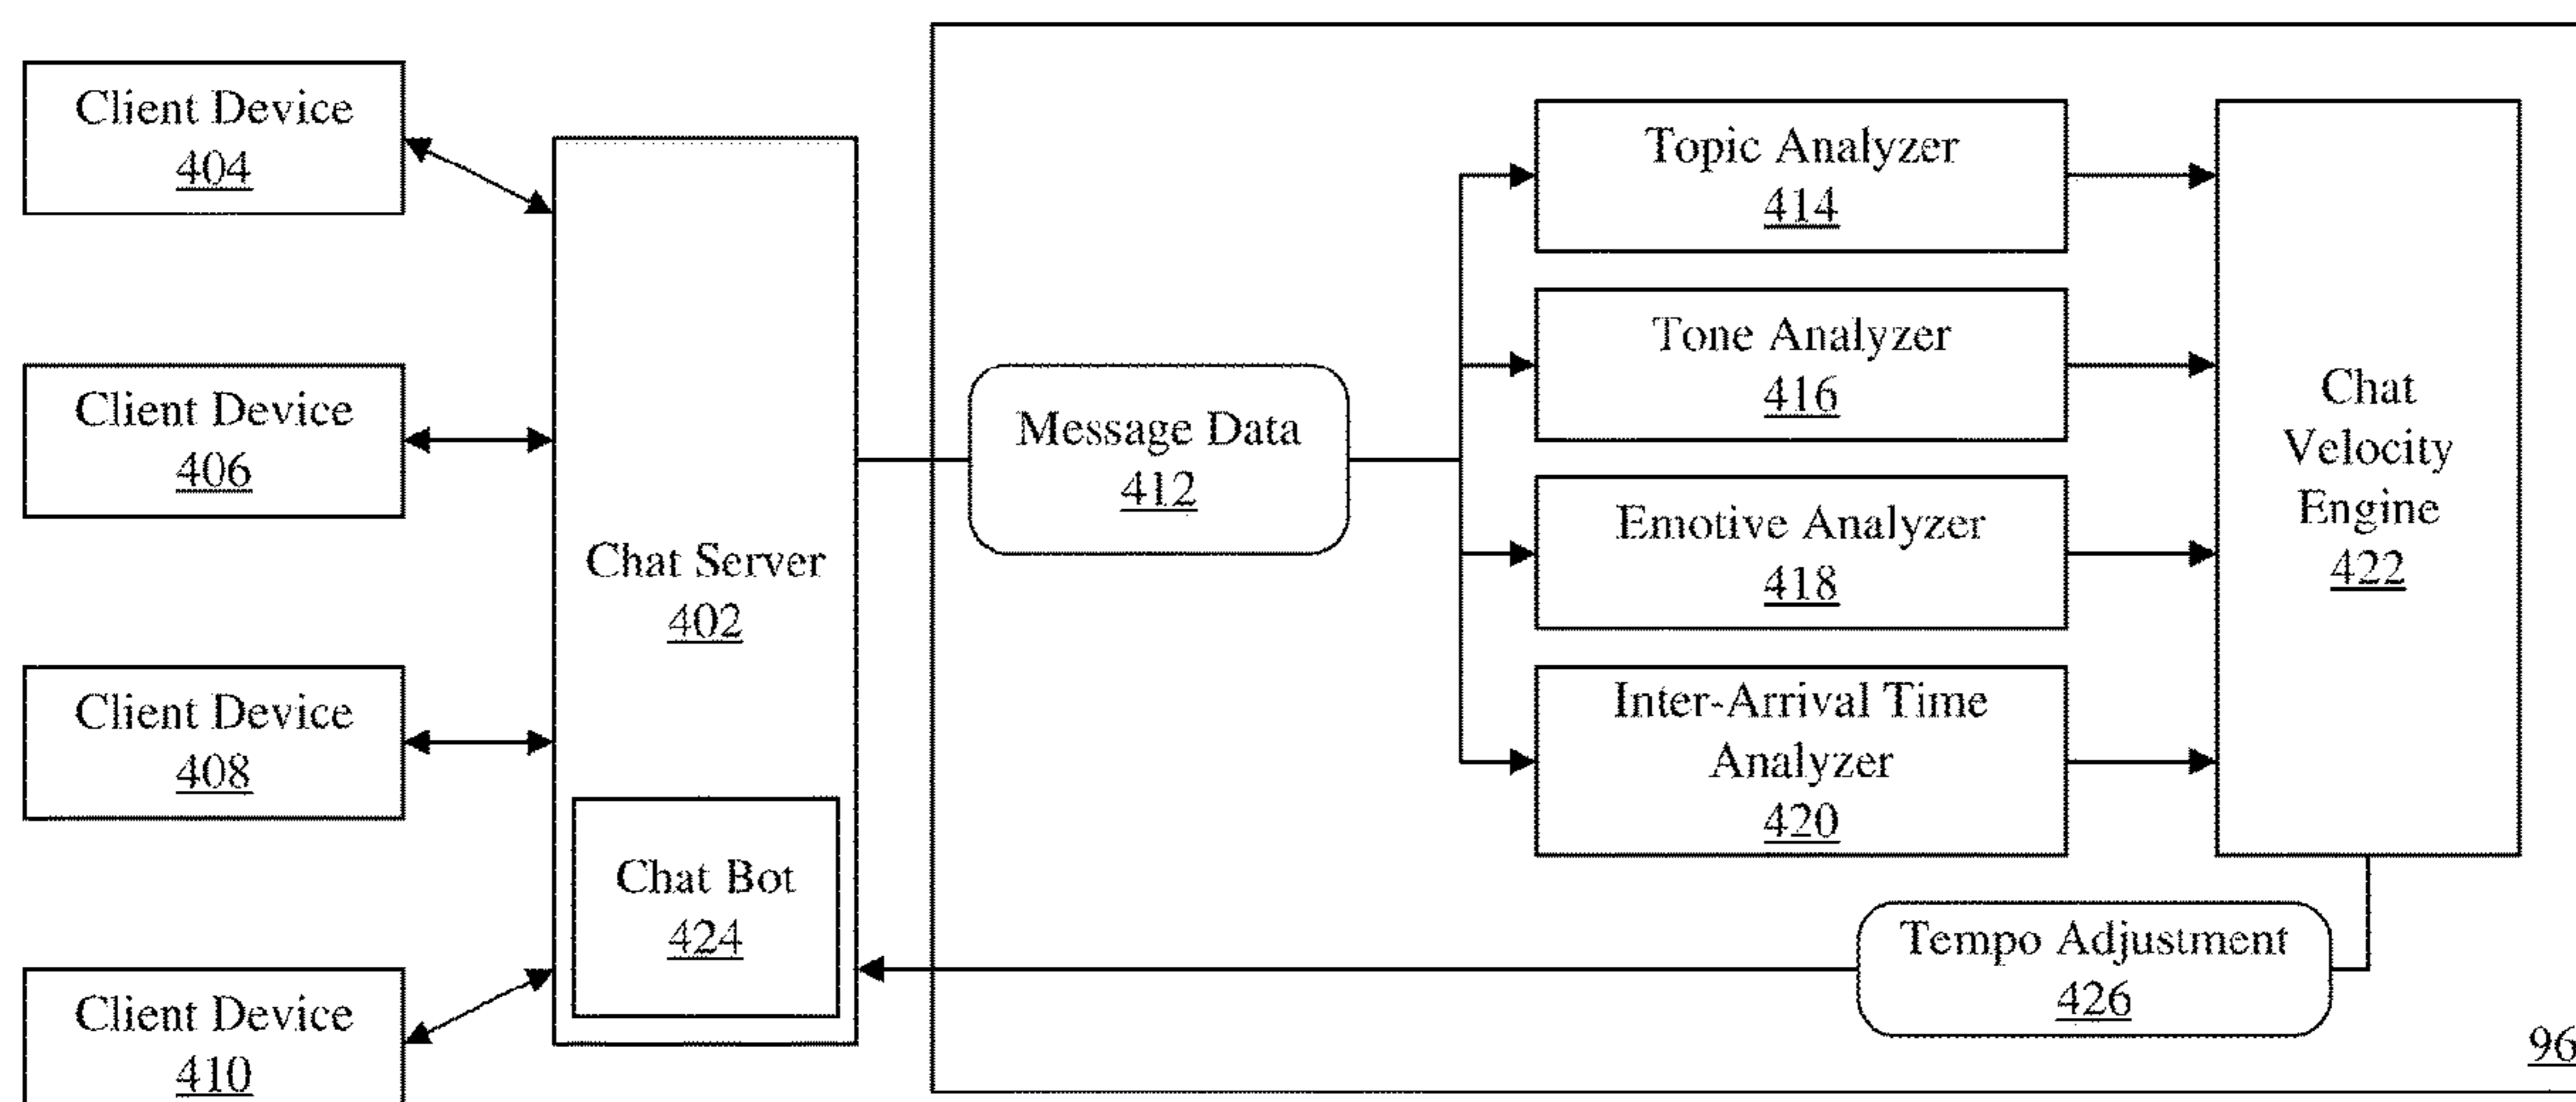 Client Device
404
Client Device
406
Client Device
408
Client Device
410
Chat Server
402
Chat Bot
424
Message Data
412
Topic Analyzer
414
Tone Analyzer
416
Emotive Analyzer
418
Inter-Arrival Time
Analyzer
420
Chat
Velocity
Engine
422
Tempo Adjustment
426
96